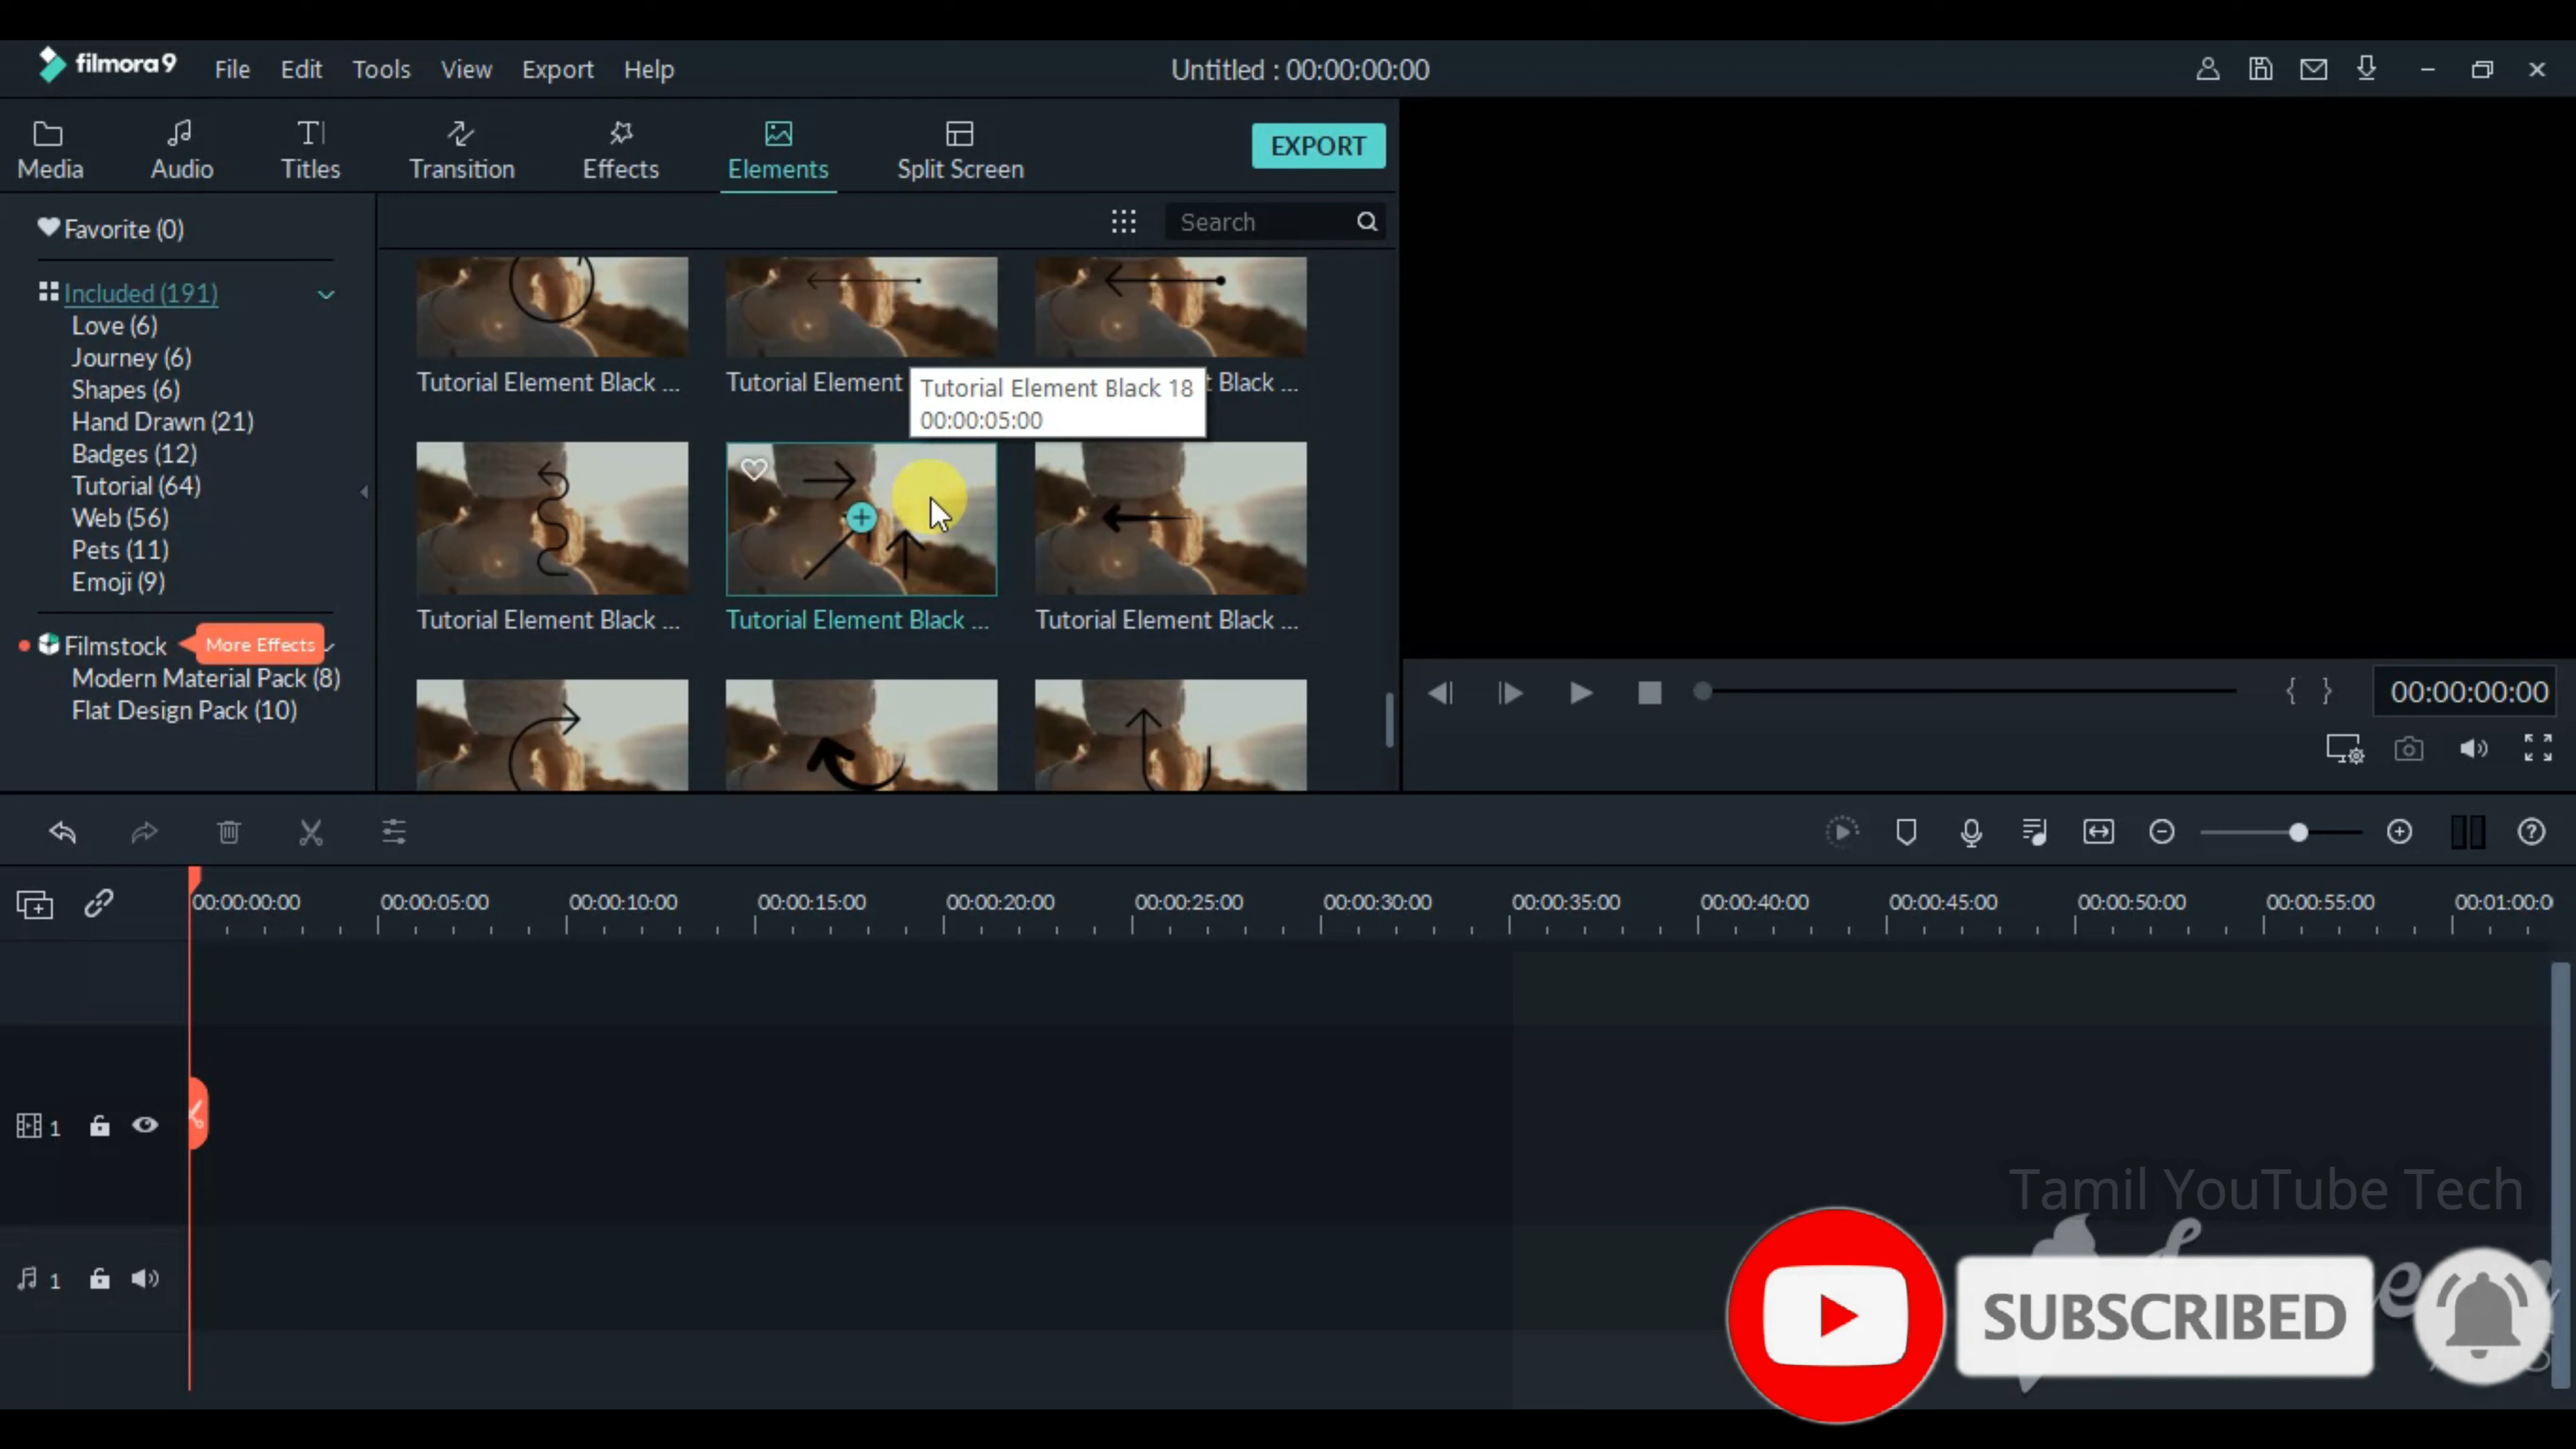 filmora9 File Edit Tools View Export Help Untitled : 00:00:00:00
Media Audio Titles Transition Effects Elements Split Screen EXPORT
Favorite (0)
Search
Included (191)
Love (6)
Journey (6)
Shapes (6)
Hand Drawn (21)
Badges (12)
Tutorial (64)
Web (56)
Pets (11)
Emoji (9)
Filmstock More Effects
Modern Material Pack (8)
Flat Design Pack (10)
Tutorial Element Black ... Tutorial Element Black ...
Tutorial Element Black 18
00:00:05:00
Tutorial Element Black ... Tutorial Element Black ... Tutorial Element Black ...
{ } 00:00:00:00
00:00:00:00 00:00:05:00 00:00:10:00 00:00:15:00 00:00:20:00 00:00:25:00 00:00:30:00 00:00:35:00 00:00:40:00 00:00:45:00 00:00:50:00 00:00:55:00 00:01:00:0
1
1
Tamil YouTube Tech
SUBSCRIBED